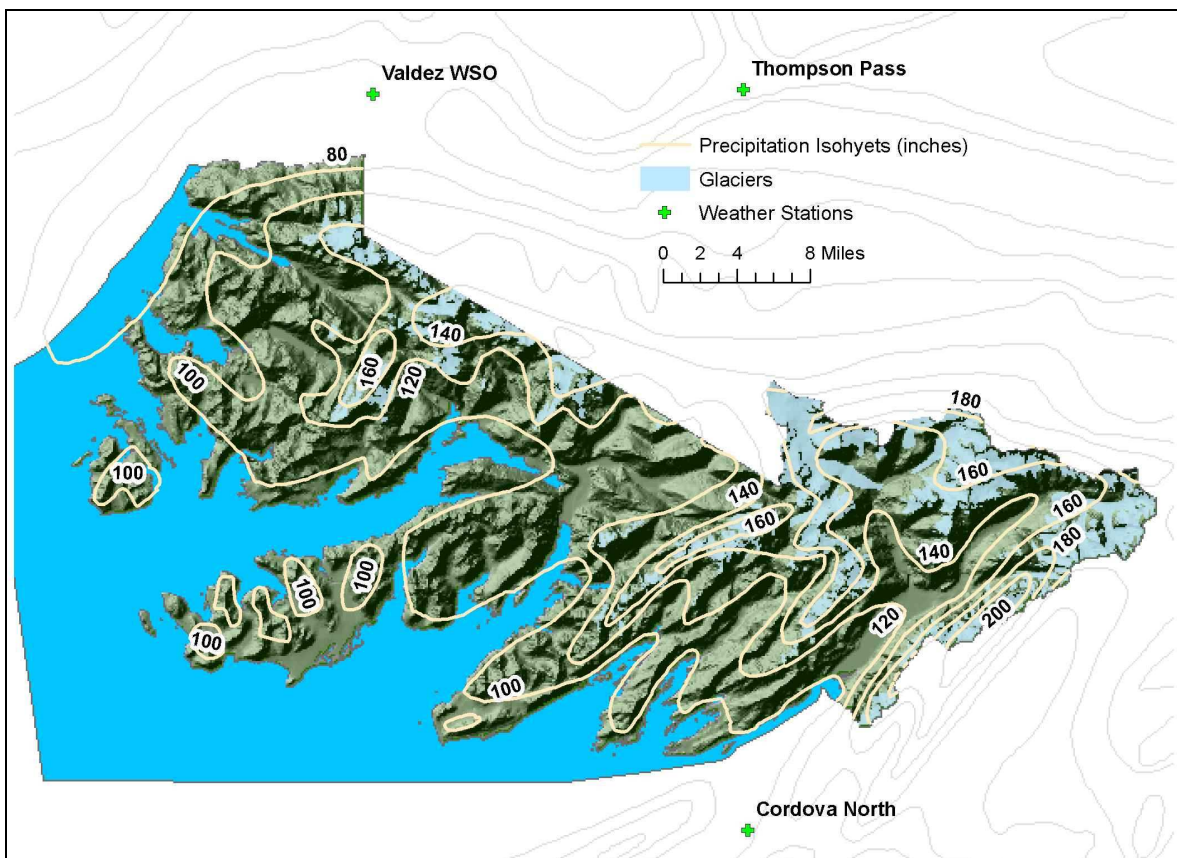 Valdez WSO
Thompson Pass
Precipitation Isohyets (inches)
Glaciers
Weather Stations
0 2 4 8 Miles
80
140
160
120
100
100
180
160
140
160
160
180
140
100
100
120
200
100
100
Cordova North